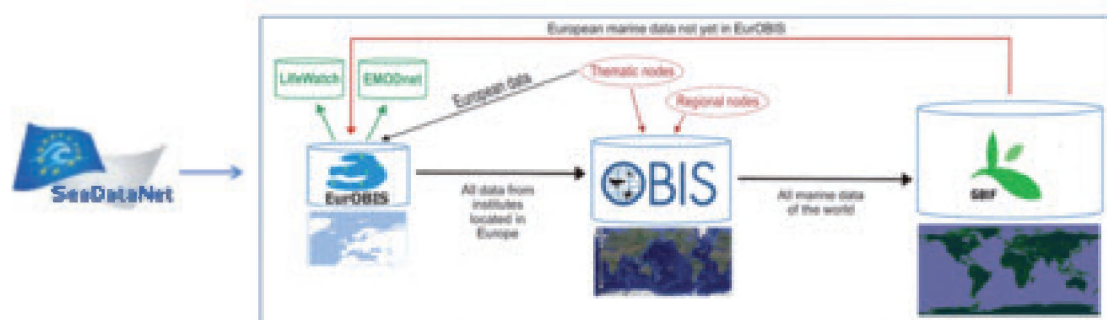 European marine data not yet in EurOBIS
LifeWatch
EMODnet
European data
Thematic nodes
Regional nodes
SeaDataNet
EurOBIS
All data from
institutes
located in
Europe
OBIS
All marine data
of the world
GBIF